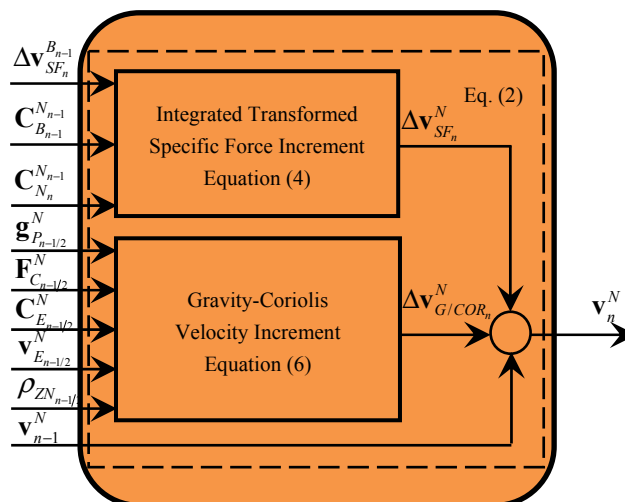 Δv^{B_{n-1}}_{SF_n}
C^{N_{n-1}}_{B_{n-1}}
C^{N_{n-1}}_{N_n}
g^N_{P_{n-1/2}}
F^N_{C_{n-1/2}}
C^N_{E_{n-1/2}}
v^N_{E_{n-1/2}}
ρ_{ZN_{n-1/2}}
v^N_{n-1}
Integrated Transformed
Specific Force Increment
Equation (4)
Eq. (2)
Δv^N_{SF_n}
Gravity-Coriolis
Velocity Increment
Equation (6)
Δv^N_{G/COR_n}
v^N_n